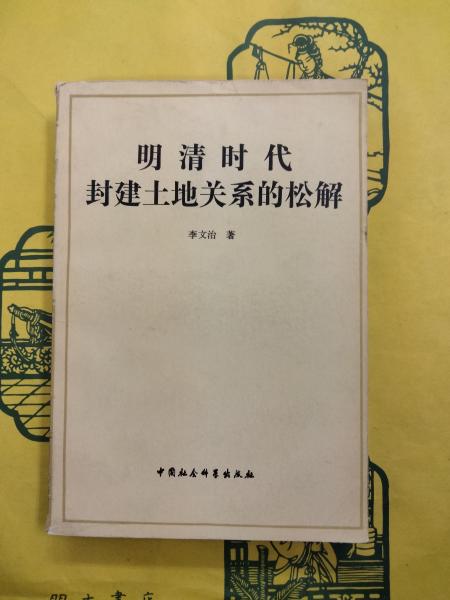 明清时代
封建土地关系的松解
李文治 著
中国社会科学出版社